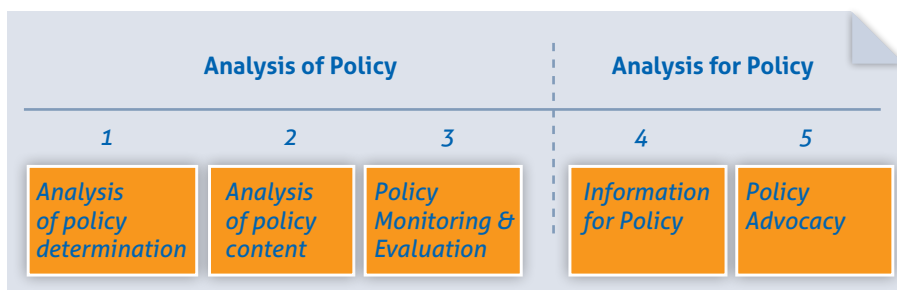 Analysis of Policy
Analysis for Policy
1
2
3
4
5
Analysis
of policy
determination
Analysis
of policy
content
Policy
Monitoring &
Evaluation
Information
for Policy
Policy
Advocacy